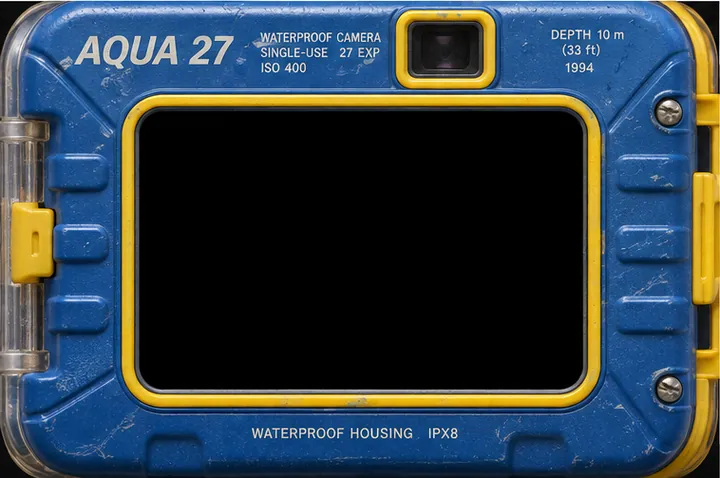 AQUA 27
WATERPROOF CAMERA
SINGLE-USE 27 EXP
ISO 400
DEPTH 10 m
(33 ft)
1994
WATERPROOF HOUSING IPX8